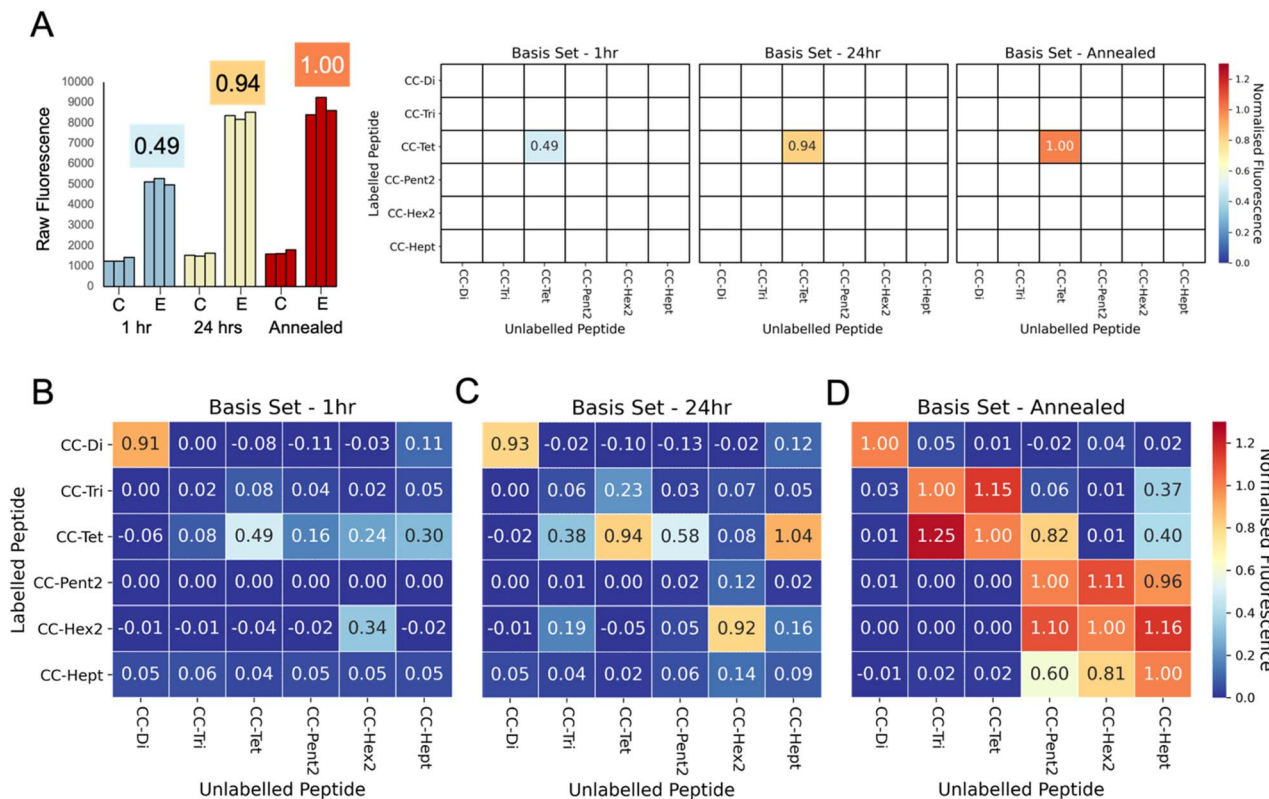 A
0.49
0.94
1.00
Raw Fluorescence
10000
9000
8000
7000
6000
5000
4000
3000
2000
1000
0
C E C E C E
1 hr 24 hrs Annealed
Basis Set - 1hr Basis Set - 24hr Basis Set - Annealed
Labelled Peptide
CC-Di
CC-Tri
CC-Tet 0.49 0.94 1.00
CC-Pent2
CC-Hex2
CC-Hept
CC-Di CC-Tri CC-Tet CC-Pent2 CC-Hex2 CC-Hept CC-Di CC-Tri CC-Tet CC-Pent2 CC-Hex2 CC-Hept CC-Di CC-Tri CC-Tet CC-Pent2 CC-Hex2 CC-Hept
Unlabelled Peptide Unlabelled Peptide Unlabelled Peptide
1.2
1.0
0.8
0.6
0.4
0.2
0.0
Normalised Fluorescence
B
Basis Set - 1hr
Labelled Peptide
CC-Di 0.91 0.00 -0.08 -0.11 -0.03 0.11
CC-Tri 0.00 0.02 0.08 0.04 0.02 0.05
CC-Tet -0.06 0.08 0.49 0.16 0.24 0.30
CC-Pent2 0.00 0.00 0.00 0.00 0.00 0.00
CC-Hex2 -0.01 -0.01 -0.04 -0.02 0.34 -0.02
CC-Hept 0.05 0.06 0.04 0.05 0.05 0.05
CC-Di CC-Tri CC-Tet CC-Pent2 CC-Hex2 CC-Hept
Unlabelled Peptide
C
Basis Set - 24hr
0.93 -0.02 -0.10 -0.13 -0.02 0.12
0.00 0.06 0.23 0.03 0.07 0.05
-0.02 0.38 0.94 0.58 0.08 1.04
0.00 0.01 0.00 0.02 0.12 0.02
-0.01 0.19 -0.05 0.05 0.92 0.16
0.05 0.04 0.02 0.06 0.14 0.09
CC-Di CC-Tri CC-Tet CC-Pent2 CC-Hex2 CC-Hept
Unlabelled Peptide
D
Basis Set - Annealed
1.00 0.05 0.01 -0.02 0.04 0.02
0.03 1.00 1.15 0.06 0.01 0.37
0.01 1.25 1.00 0.82 0.01 0.40
0.01 0.00 0.00 1.00 1.11 0.96
0.00 0.00 0.00 1.10 1.00 1.16
-0.01 0.02 0.02 0.60 0.81 1.00
CC-Di CC-Tri CC-Tet CC-Pent2 CC-Hex2 CC-Hept
Unlabelled Peptide
1.2
1.0
0.8
0.6
0.4
0.2
0.0
Normalised Fluorescence